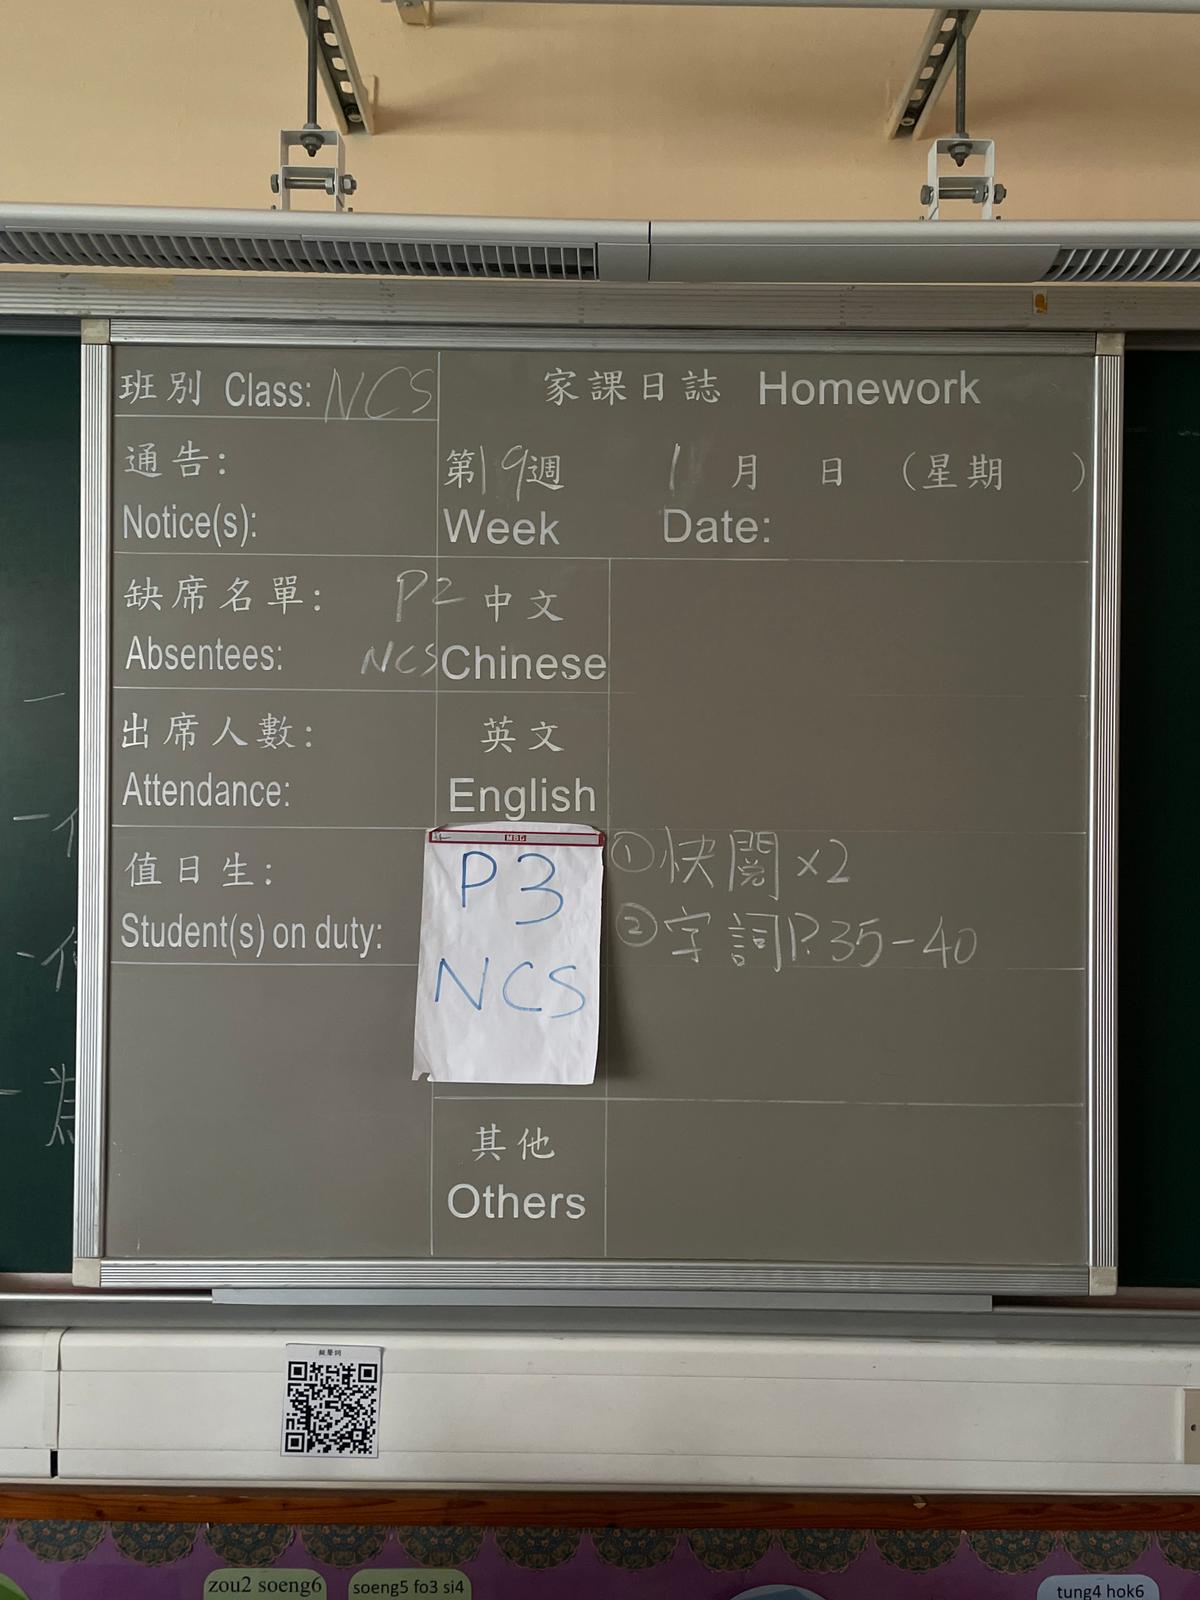 班別 Class: NCS
家課日誌 Homework
通告:
Notice(s):
第19週 1月 日 (星期 )
Week Date:
缺席名單: P2
Absentees: NCS
中文
Chinese
出席人數:
Attendance:
英文
English
值日生:
Student(s) on duty:
MBG
P3
NCS
① 快閱 x2
② 字詞 P.35-40
其他
Others
zou2 soeng6
soeng5 fo3 si4
tung4 hok6